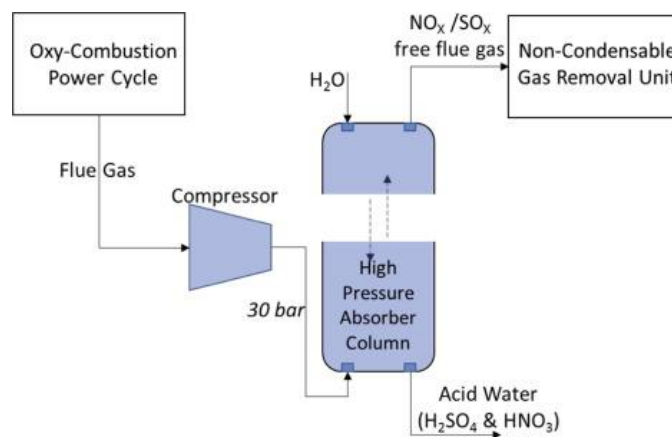 Oxy-Combustion
Power Cycle
NOₓ /SOₓ
free flue gas
Non-Condensable
Gas Removal Unit
H₂O
Flue Gas
Compressor
30 bar
High
Pressure
Absorber
Column
Acid Water
(H₂SO₄ & HNO₃)